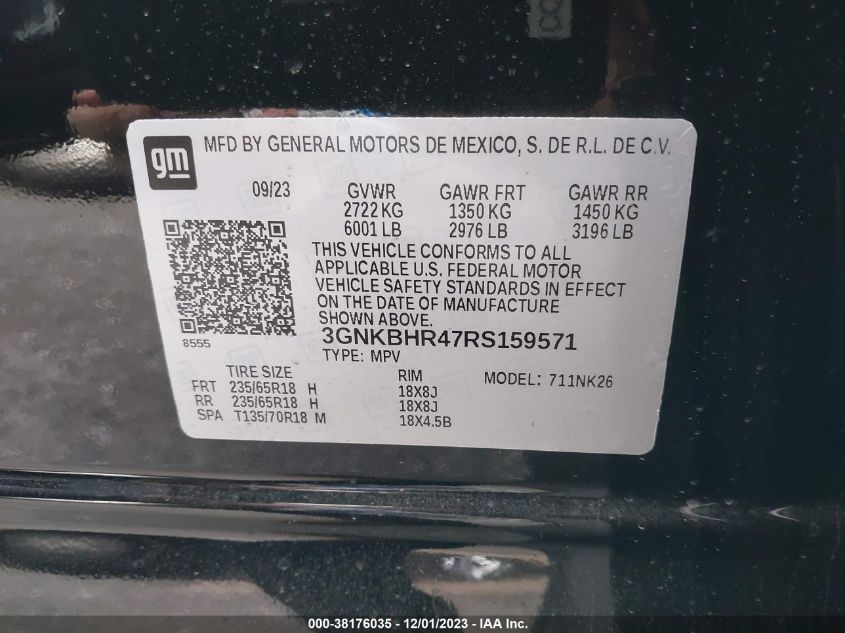 gm MFD BY GENERAL MOTORS DE MEXICO, S. DE R.L. DE C.V.
09/23 GVWR GAWR FRT GAWR RR
2722 KG 1350 KG 1450 KG
6001 LB 2976 LB 3196 LB
THIS VEHICLE CONFORMS TO ALL
APPLICABLE U.S. FEDERAL MOTOR
VEHICLE SAFETY STANDARDS IN EFFECT
ON THE DATE OF MANUFACTURE
SHOWN ABOVE.
8555 3GNKBHR47RS159571
TYPE: MPV
TIRE SIZE RIM MODEL: 711NK26
FRT 235/65R18 H 18X8J
RR 235/65R18 H 18X8J
SPA T135/70R18 M 18X4.5B
000-38176035 - 12/01/2023 - IAA Inc.